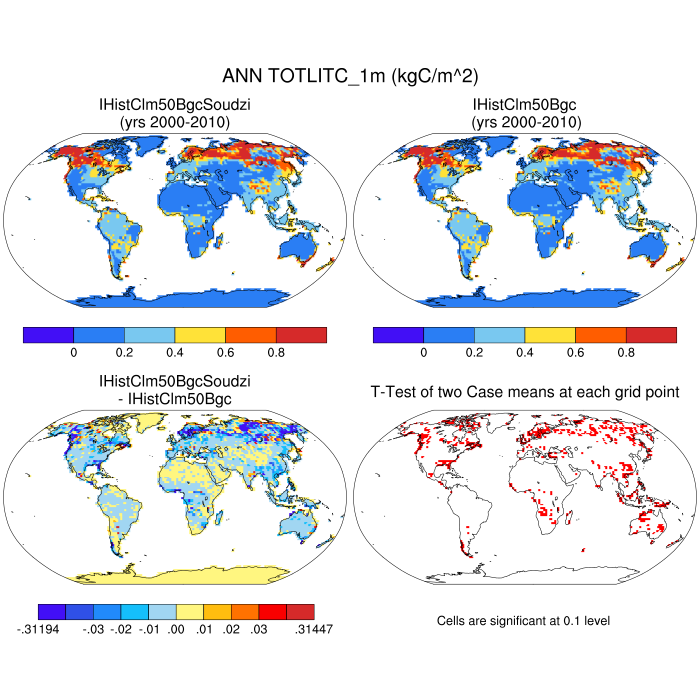 ANN TOTLITC_1m (kgC/m^2)
IHistClm50BgcSoudzi
(yrs 2000-2010)
IHistClm50Bgc
(yrs 2000-2010)
0 0.2 0.4 0.6 0.8
0 0.2 0.4 0.6 0.8
IHistClm50BgcSoudzi
- IHistClm50Bgc
T-Test of two Case means at each grid point
-.31194 -.03 -.02 -.01 .00 .01 .02 .03 .31447
Cells are significant at 0.1 level